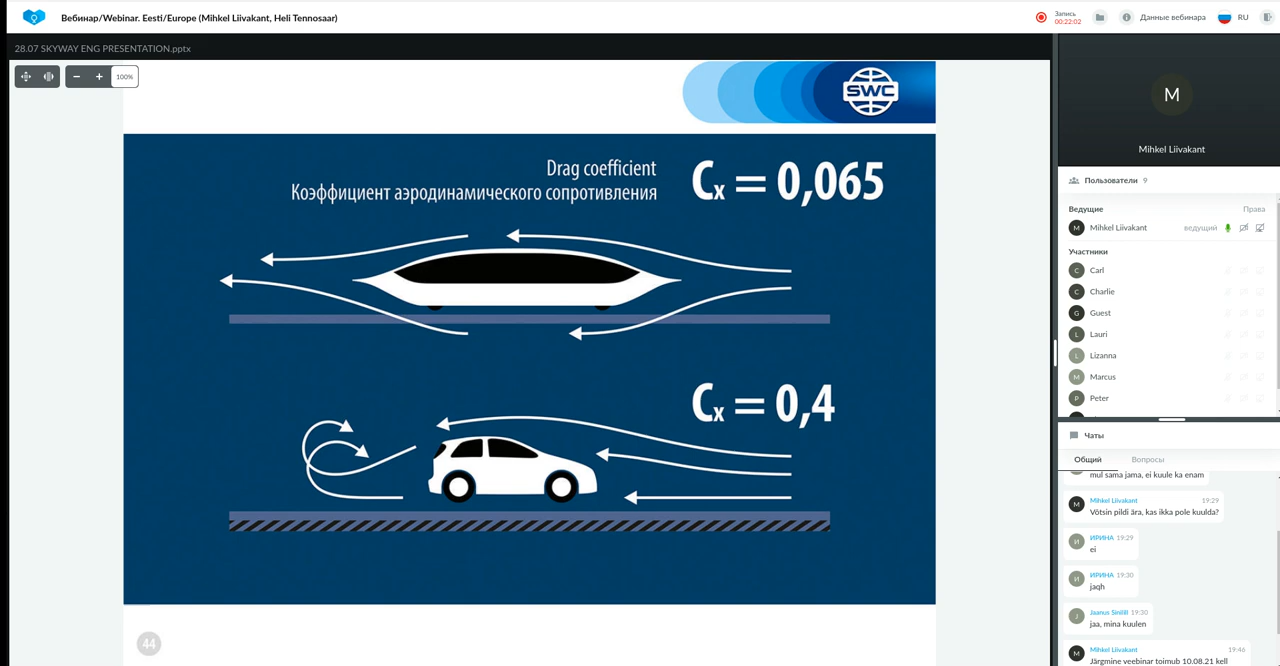 Вебинар/Webinar. Eesti/Europe (Mihkel Liivakant, Heli Tennosaar)
Запись
00:22:02
Данные вебинара
RU
28.07 SKYWAY ENG PRESENTATION.pptx
100%
SWC
Drag coefficient
Коэффициент аэродинамического сопротивления
Cx = 0,065
Cx = 0,4
44
M
Mihkel Liivakant
Пользователи 9
Ведущие Права
M Mihkel Liivakant ведущий
Участники
C Carl
C Charlie
G Guest
L Lauri
L Lizanna
M Marcus
P Peter
Чаты
Общий Вопросы
mul sama jama, ei kuule ka enam
M Mihkel Liivakant 19:29
Võtsin pildi ära, kas ikka pole kuulda?
И ИРИНА 19:29
ei
И ИРИНА 19:30
jaqh
J Jaanus Sinilill 19:30
jaa, mina kuulen
M Mihkel Liivakant 19:46
Järgmine veebinar toimub 10.08.21 kell